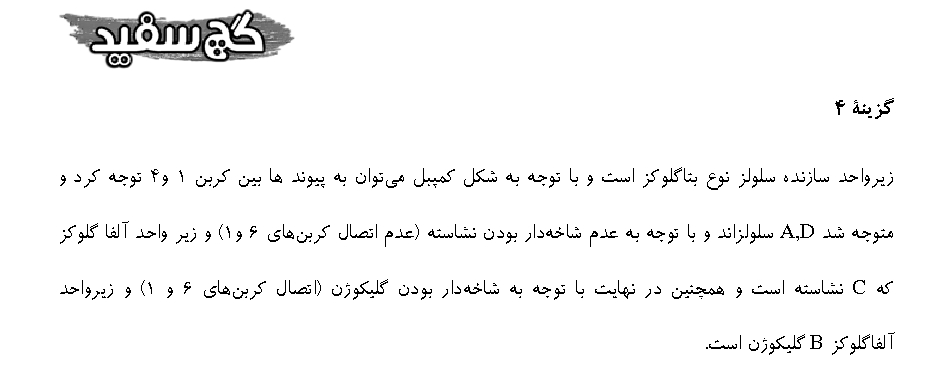 گچ سفید
گزینهٔ ۴
زیرواحد سازنده سلولز نوع بتاگلوکز است و با توجه به شکل کمپبل می‌توان به پیوند ها بین کربن ۱ و۴ توجه کرد و
متوجه شد A,D سلولزاند و با توجه به عدم شاخه‌دار بودن نشاسته (عدم اتصال کربن‌های ۶ و۱) و زیر واحد آلفا گلوکز
که C نشاسته است و همچنین در نهایت با توجه به شاخه‌دار بودن گلیکوژن (اتصال کربن‌های ۶ و ۱) و زیرواحد
آلفاگلوکز B گلیکوژن است.